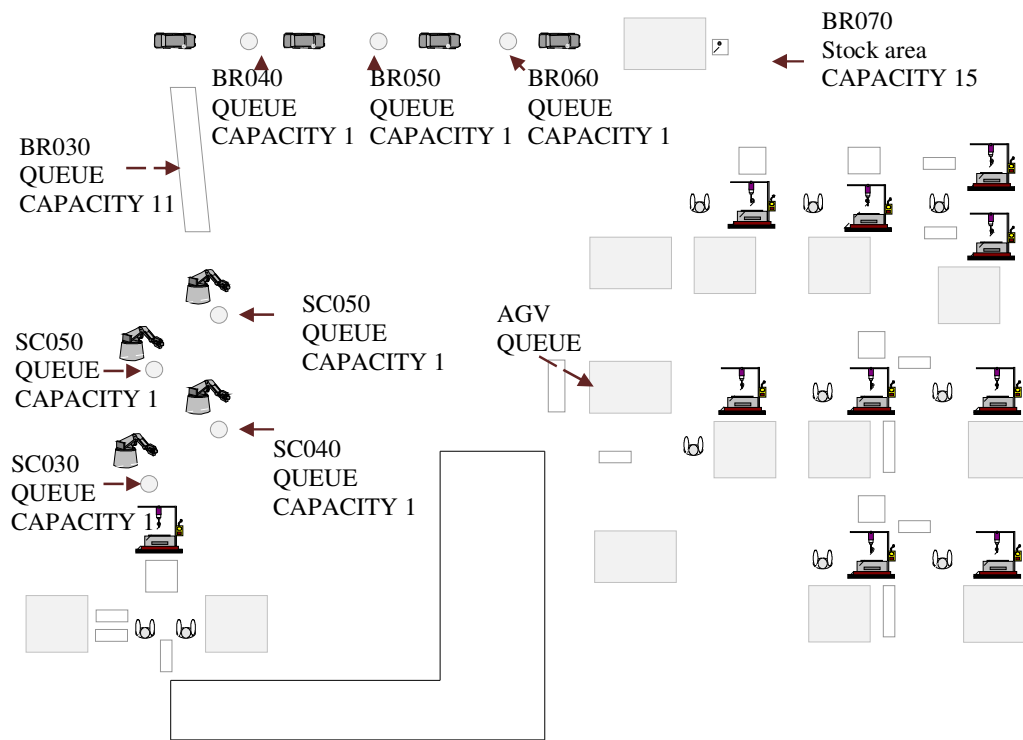 BR070
Stock area
CAPACITY 15
BR040
QUEUE
CAPACITY 1
BR050
QUEUE
CAPACITY 1
BR060
QUEUE
CAPACITY 1
BR030
QUEUE
CAPACITY 11
SC050
QUEUE
CAPACITY 1
AGV
QUEUE
SC050
QUEUE
CAPACITY 1
SC040
QUEUE
CAPACITY 1
SC030
QUEUE
CAPACITY 1